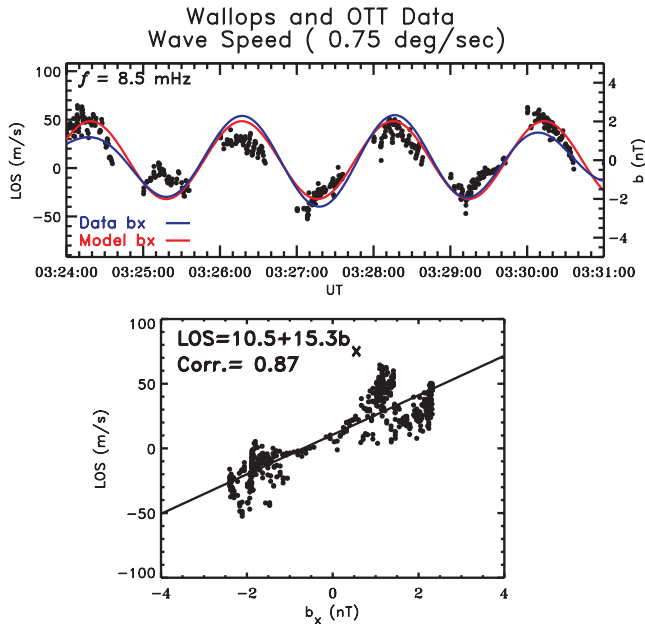 Wallops and OTT Data
Wave Speed ( 0.75 deg/sec)
f = 8.5 mHz
100
50
0
-50
LOS (m/s)
4
2
0
-2
-4
b (nT)
Data bx
Model bx
03:24:00 03:25:00 03:26:00 03:27:00 03:28:00 03:29:00 03:30:00 03:31:00
UT
LOS=10.5+15.3bx
Corr.= 0.87
100
50
0
-50
-100
LOS (m/s)
-4 -2 0 2 4
bx (nT)